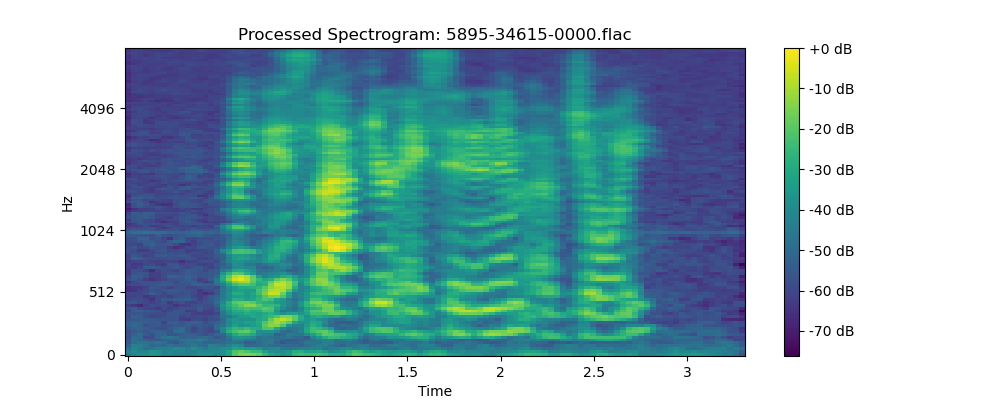 Processed Spectrogram: 5895-34615-0000.flac
Hz
4096
2048
1024
512
0
0 0.5 1 1.5 2 2.5 3
Time
+0 dB
-10 dB
-20 dB
-30 dB
-40 dB
-50 dB
-60 dB
-70 dB